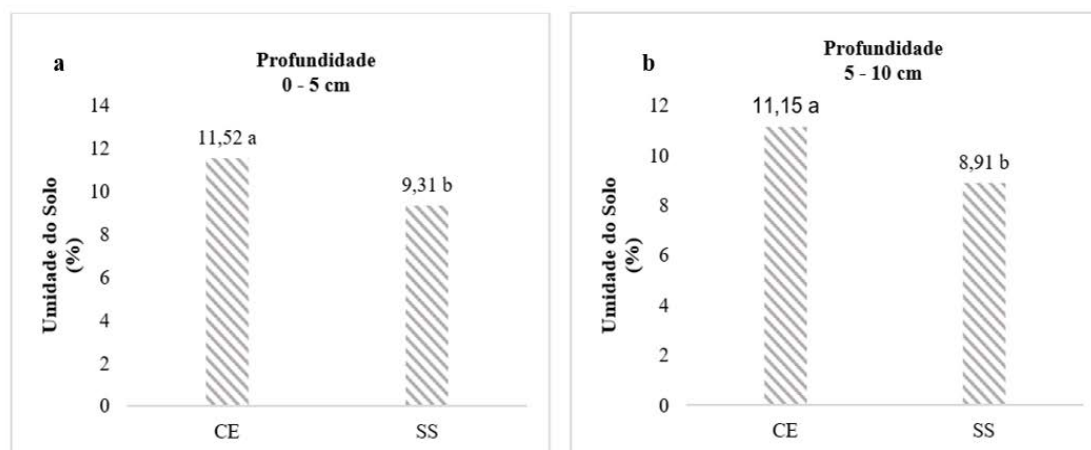 a
Profundidade
0 - 5 cm
Umidade do Solo
(%)
14
12
10
8
6
4
2
0
11,52 a
9,31 b
CE
SS
b
Profundidade
5 - 10 cm
Umidade do Solo
(%)
12
10
8
6
4
2
0
11,15 a
8,91 b
CE
SS